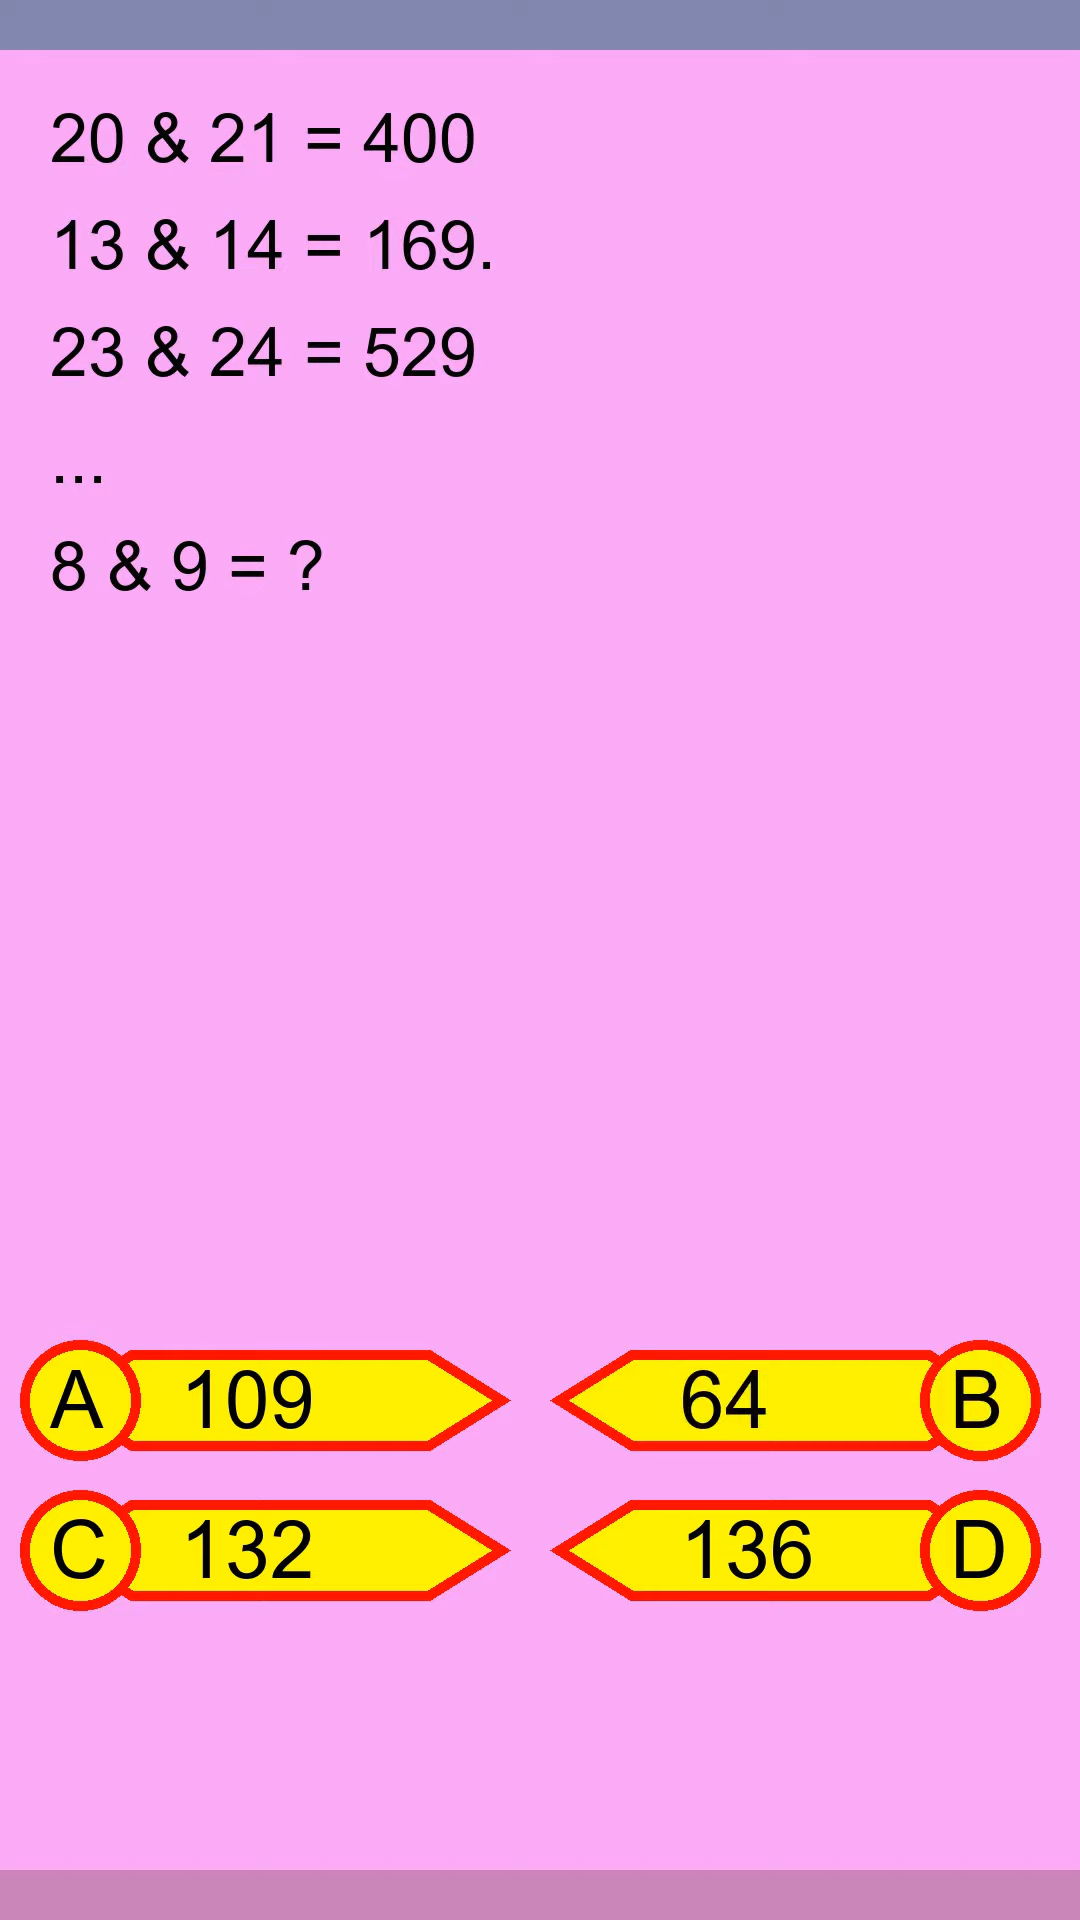 20 & 21 = 400
13 & 14 = 169.
23 & 24 = 529
...
8 & 9 = ?
A 109
64 B
C 132
136 D